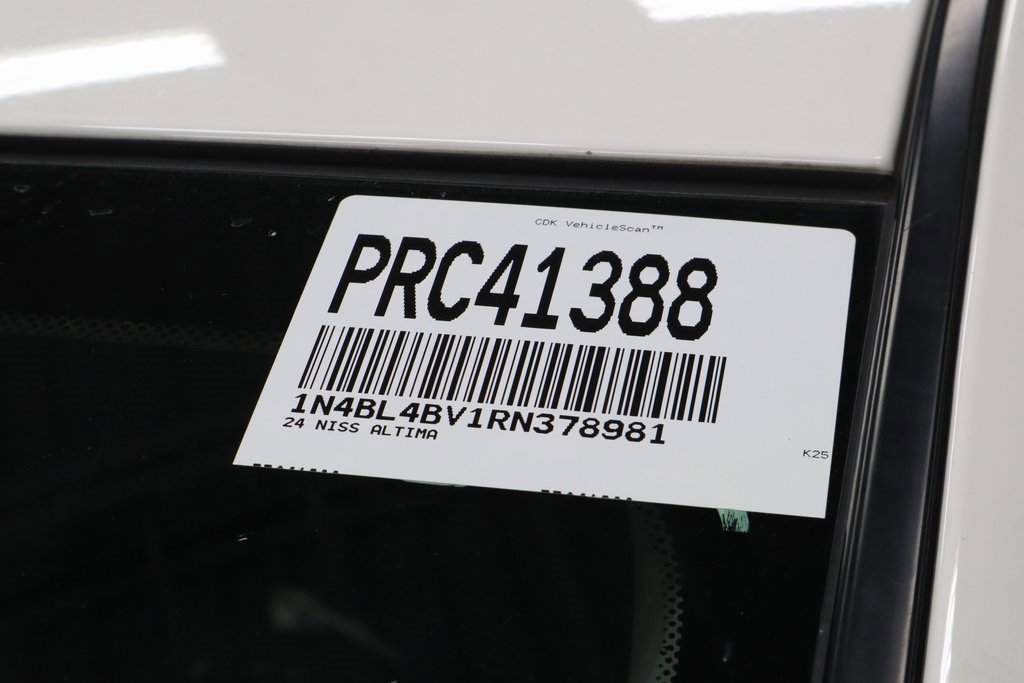 CDK VehicleScan™
PRC41388
1N4BL4BV1RN378981
24 NISS ALTIMA
K25